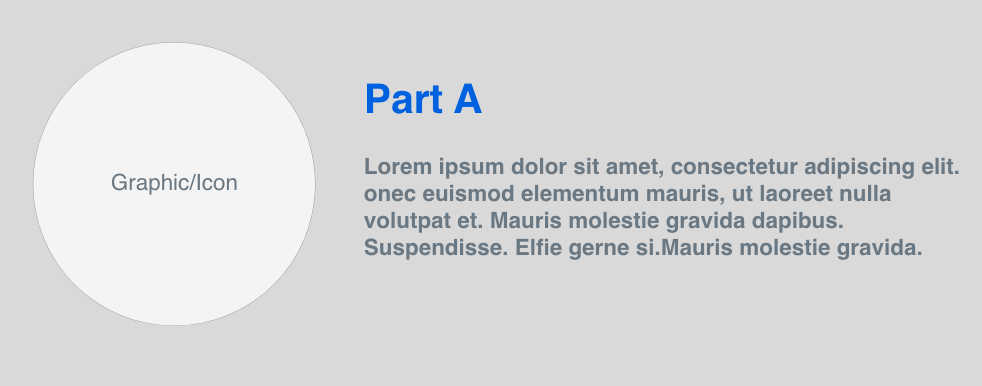 Graphic/Icon
Part A
Lorem ipsum dolor sit amet, consectetur adipiscing elit.
onec euismod elementum mauris, ut laoreet nulla
volutpat et. Mauris molestie gravida dapibus.
Suspendisse. Elfie gerne si.Mauris molestie gravida.